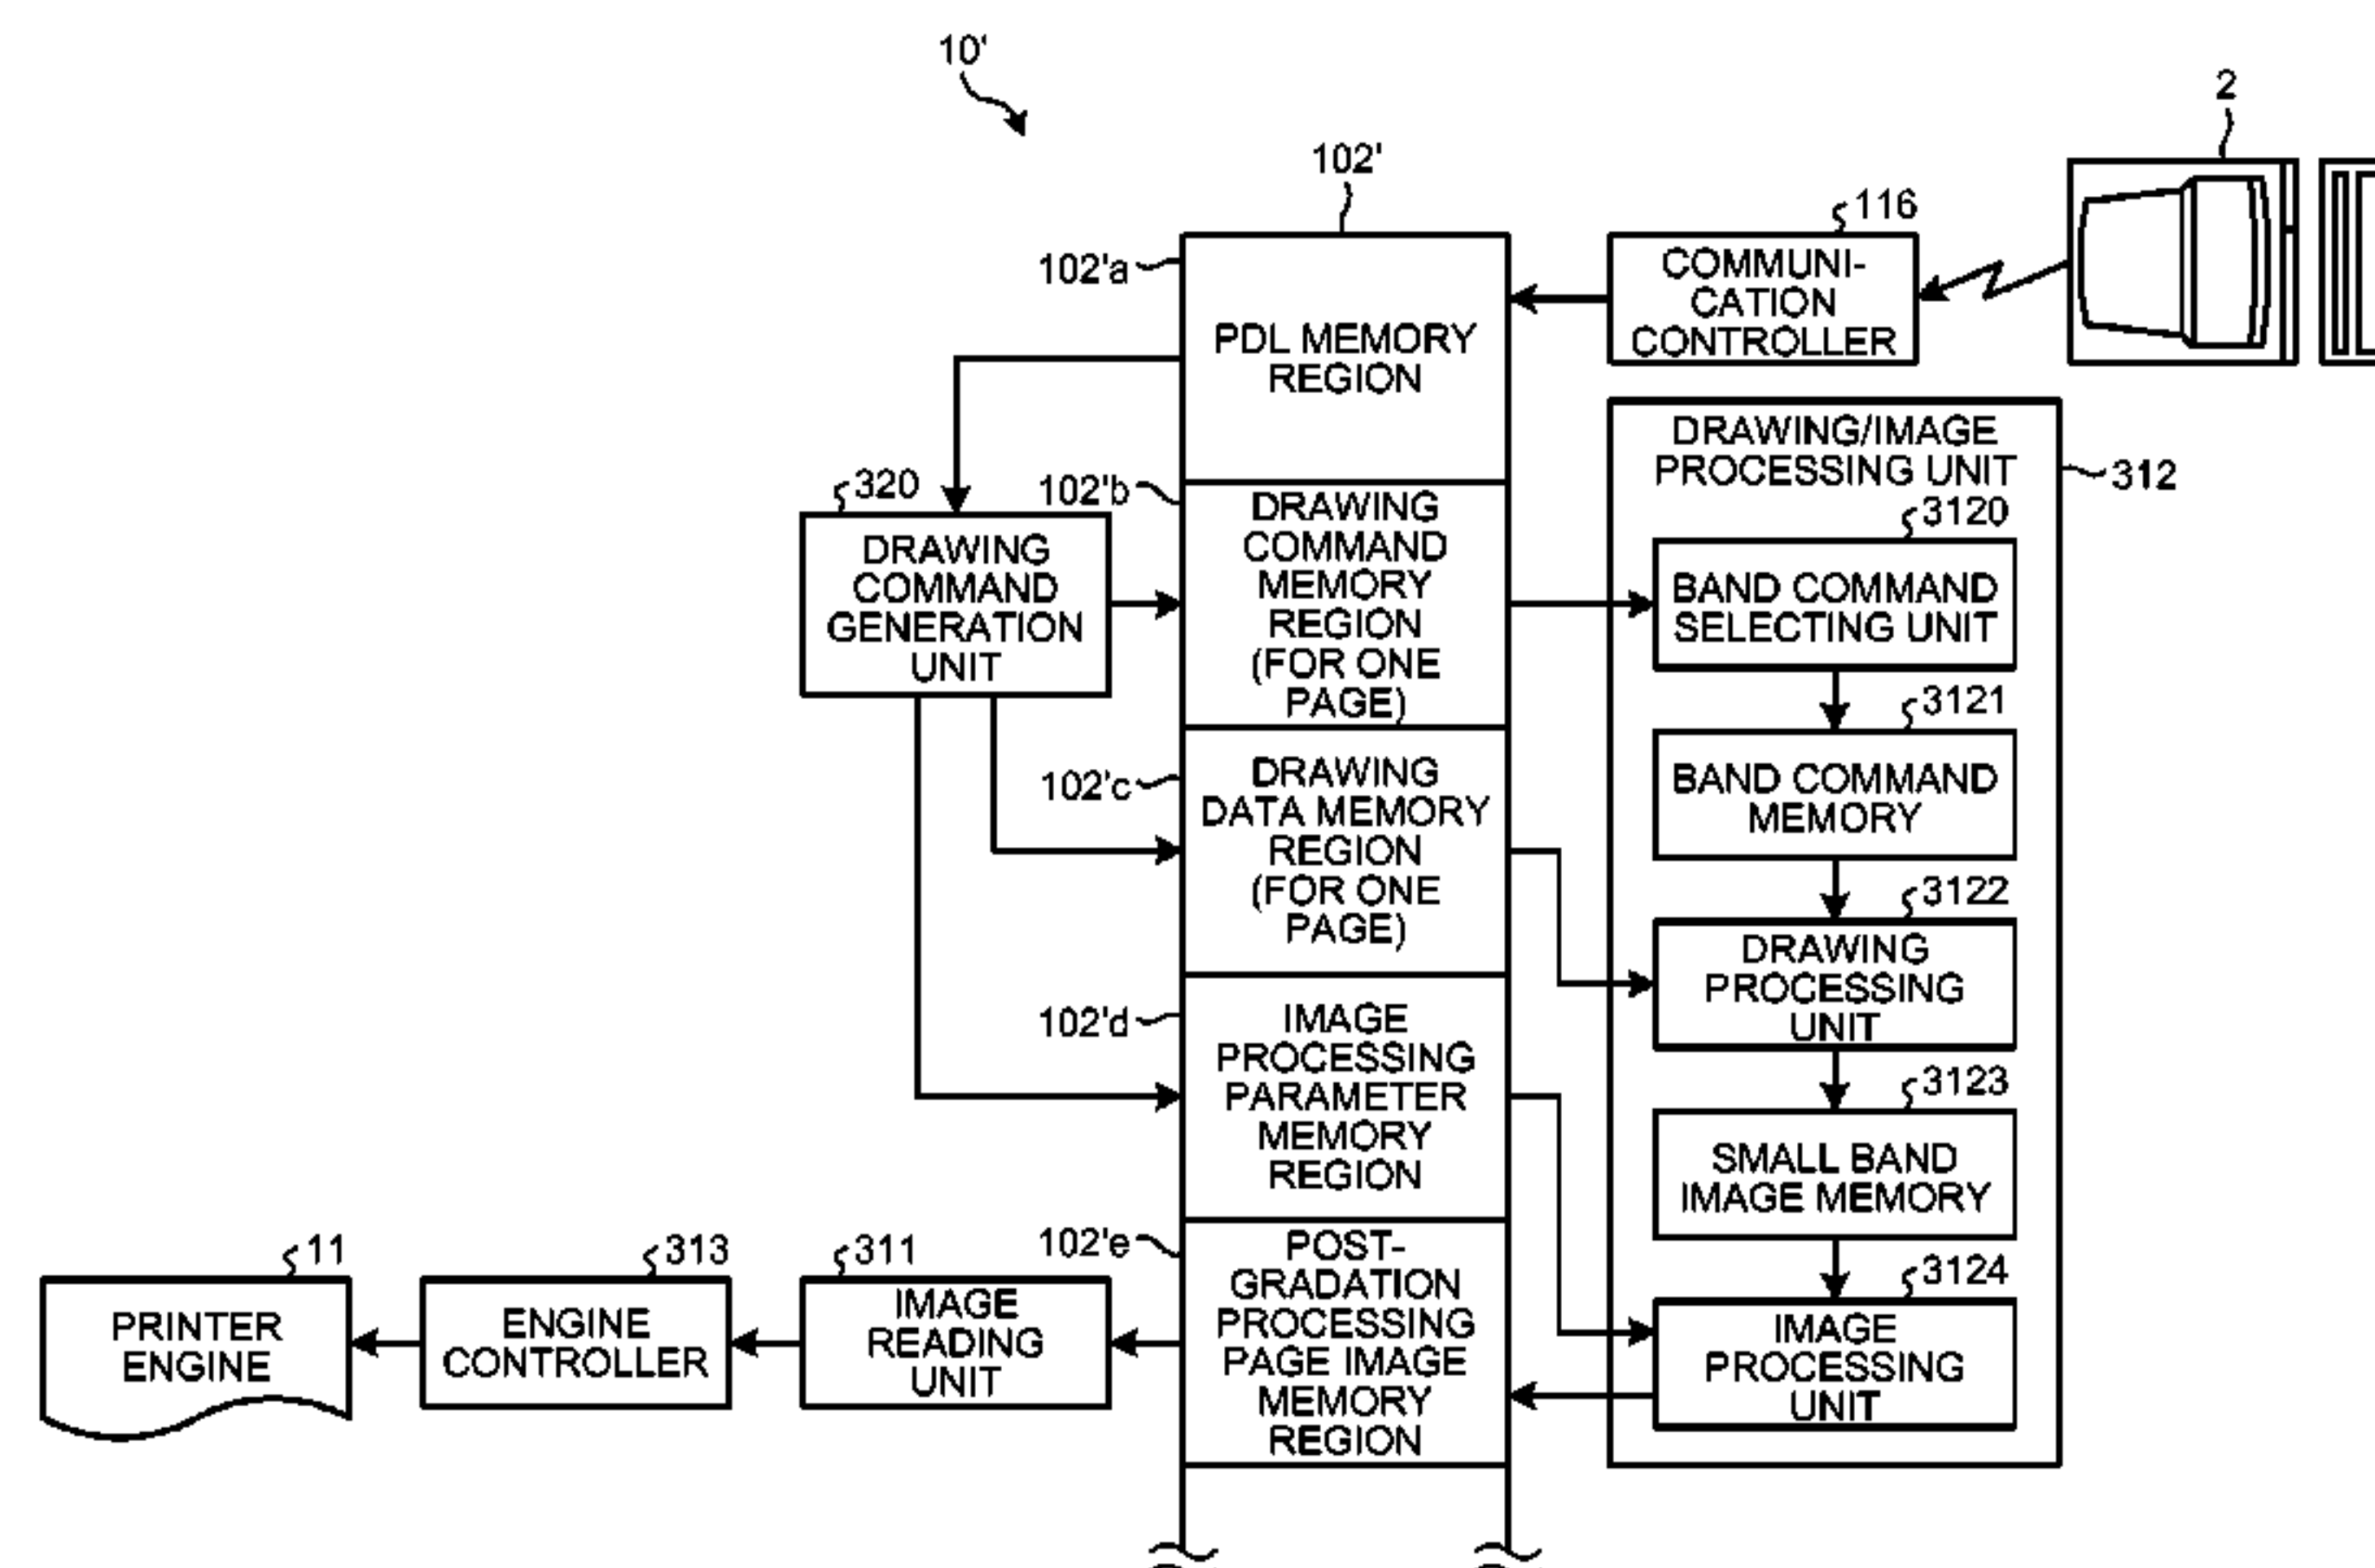 10'
2
102'
116
102'a
COMMUNI-
CATION
CONTROLLER
PDL MEMORY
REGION
DRAWING/IMAGE
PROCESSING UNIT
312
320
102'b
DRAWING
COMMAND
GENERATION
UNIT
DRAWING
COMMAND
MEMORY
REGION
(FOR ONE
PAGE)
3120
BAND COMMAND
SELECTING UNIT
3121
BAND COMMAND
MEMORY
102'c
DRAWING
DATA MEMORY
REGION
(FOR ONE
PAGE)
3122
DRAWING
PROCESSING
UNIT
102'd
IMAGE
PROCESSING
PARAMETER
MEMORY
REGION
3123
SMALL BAND
IMAGE MEMORY
11
PRINTER
ENGINE
313
ENGINE
CONTROLLER
311
IMAGE
READING
UNIT
102'e
POST-
GRADATION
PROCESSING
PAGE IMAGE
MEMORY
REGION
3124
IMAGE
PROCESSING
UNIT